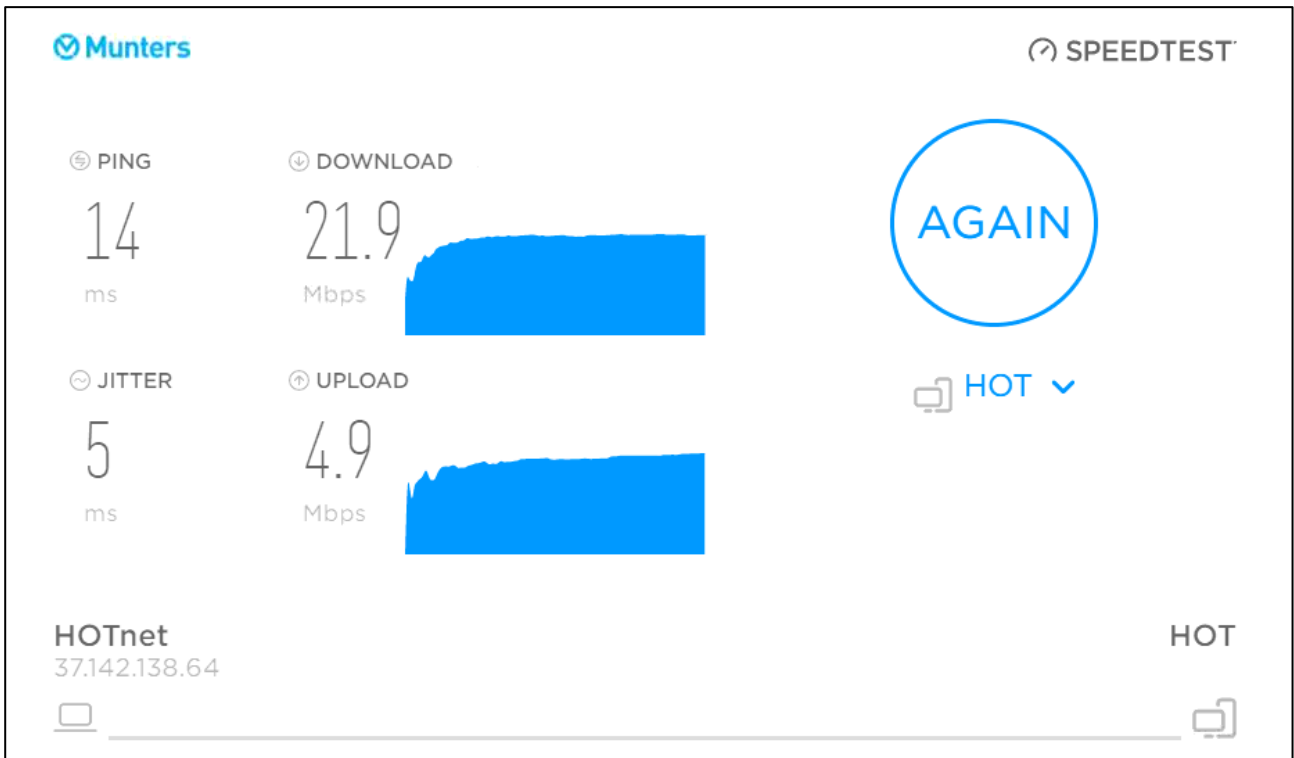 Munters
SPEEDTEST
PING
DOWNLOAD
14
21.9
AGAIN
ms
Mbps
JITTER
UPLOAD
HOT
5
4.9
ms
Mbps
HOTnet
HOT
37.142.138.64